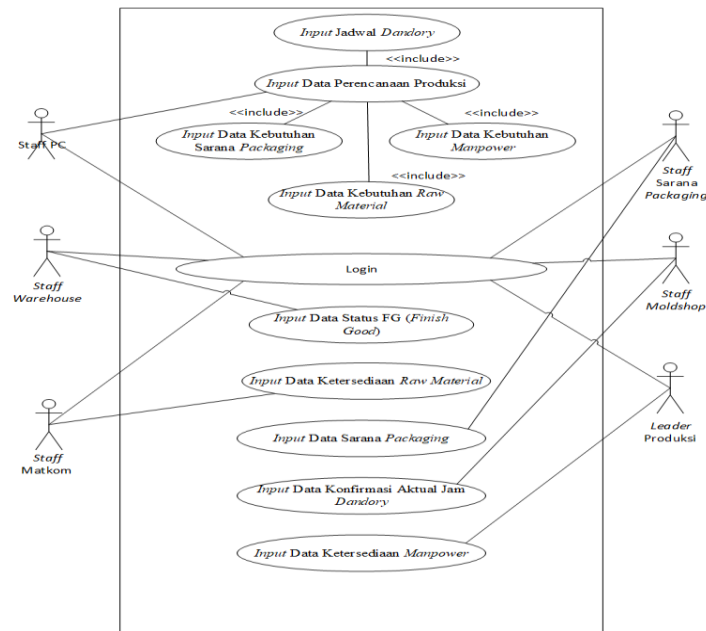 Input Jadwal Dandory
<<include>>
Input Data Perencanaan Produksi
<<include>>
<<include>>
Staff PC
Input Data Kebutuhan
Sarana Packaging
Input Data Kebutuhan
Manpower
Staff
Sarana
Packaging
<<include>>
Input Data Kebutuhan Raw
Material
Login
Staff
Warehouse
Staff
Moldshop
Input Data Status FG (Finish
Good)
Input Data Ketersediaan Raw Material
Leader
Produksi
Staff
Matkom
Input Data Sarana Packaging
Input Data Konfirmasi Aktual Jam
Dandory
Input Data Ketersediaan Manpower